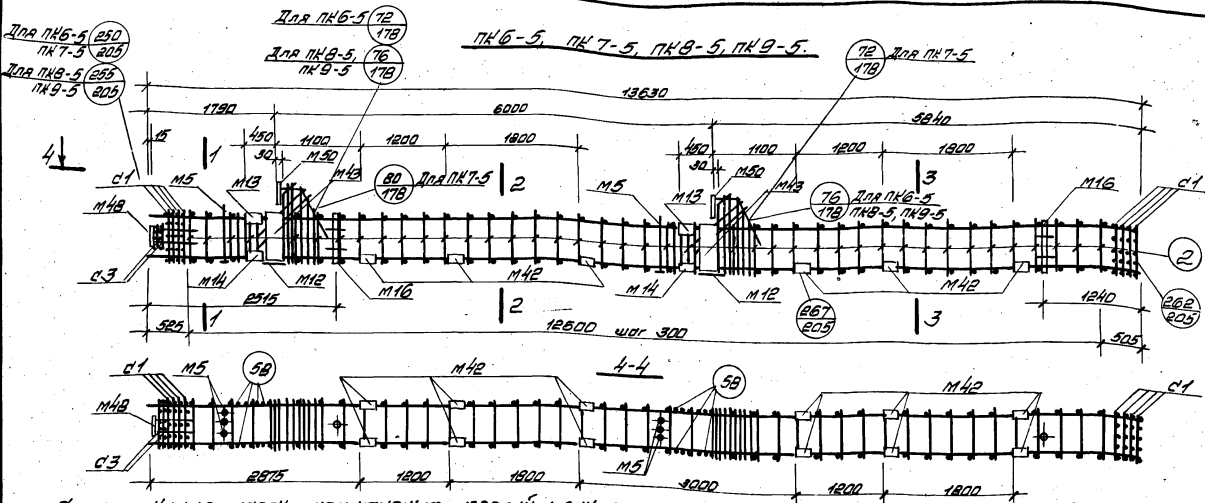 Для ПК6-5 72/178
Для ПК6-5 ПК7-5 250/205
Для ПК8-5 ПК9-5 255/205
Для ПК8-5, ПК9-5 76/178
ПК6-5, ПК7-5, ПК8-5, ПК9-5.
72/178 Для ПК7-5
13630
1790 6000 5840
15 450 1100 1200 1800 450 1100 1200 1800
30 М50 30 М50
4 1 2 3
С1 М5 М13 М43 80/178 Для ПК7-5 М5 М13 М43 76/178 Для ПК6-5 ПК8-5, ПК9-5 М16 С1
М48 2
С3 М14 М12 М16 М42 М14 М12 М42
2515 267/205 1240 262/205
1 2 3
525 12600 шаг 300 505
С1 М5 58 М42 4-4 58 М42 С1
М48
С3 М5
2875 1200 1800 3000 1200 1800